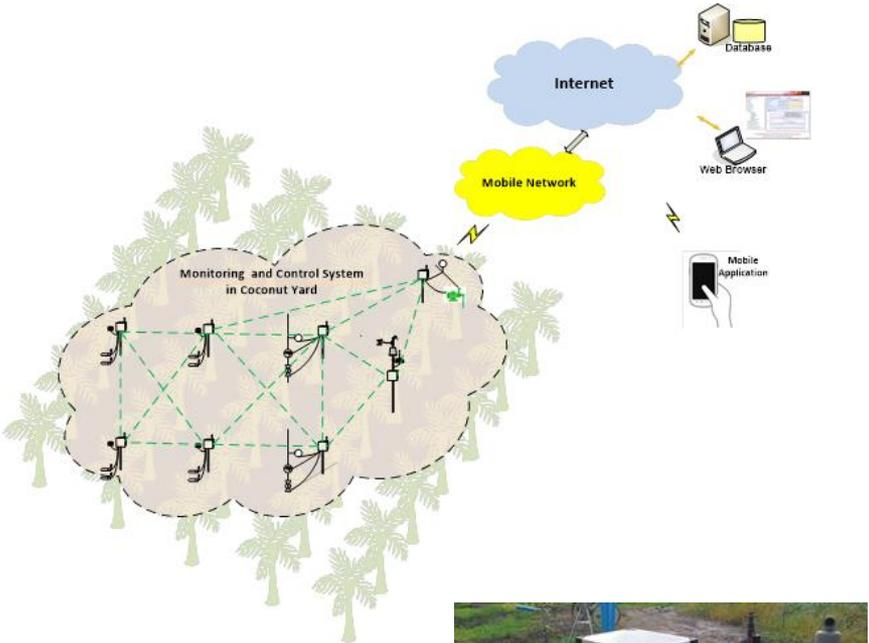 Database
Internet
Web Browser
Mobile Network
Mobile
Application
Monitoring and Control System
in Coconut Yard